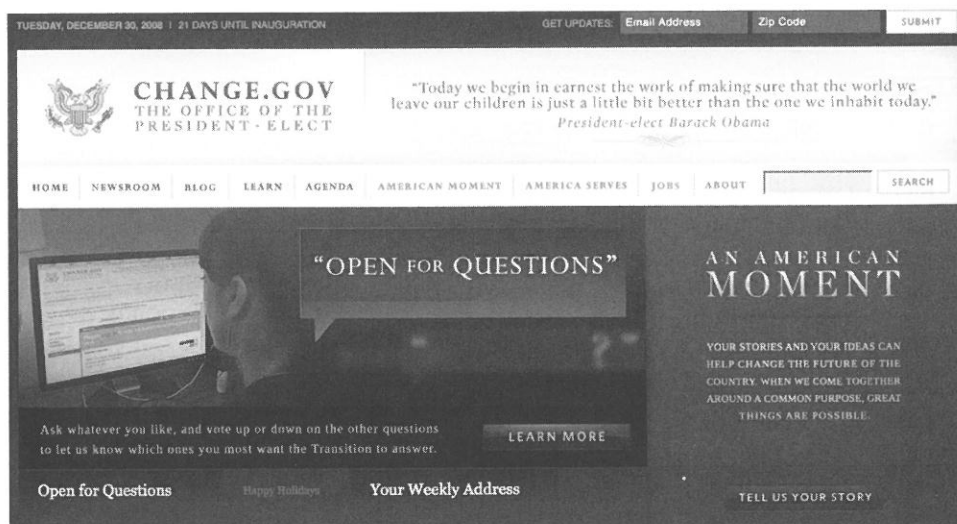 TUESDAY, DECEMBER 30, 2008 | 21 DAYS UNTIL INAUGURATION
GET UPDATES: Email Address Zip Code SUBMIT
CHANGE.GOV
THE OFFICE OF THE
PRESIDENT-ELECT
"Today we begin in earnest the work of making sure that the world we
leave our children is just a little bit better than the one we inhabit today."
President-elect Barack Obama
HOME NEWSROOM BLOG LEARN AGENDA AMERICAN MOMENT AMERICA SERVES JOBS ABOUT SEARCH
"OPEN FOR QUESTIONS"
Ask whatever you like, and vote up or down on the other questions
to let us know which ones you most want the Transition to answer.
LEARN MORE
AN AMERICAN
MOMENT
YOUR STORIES AND YOUR IDEAS CAN
HELP CHANGE THE FUTURE OF THE
COUNTRY. WHEN WE COME TOGETHER
AROUND A COMMON PURPOSE, GREAT
THINGS ARE POSSIBLE.
TELL US YOUR STORY
Open for Questions Happy Holidays Your Weekly Address